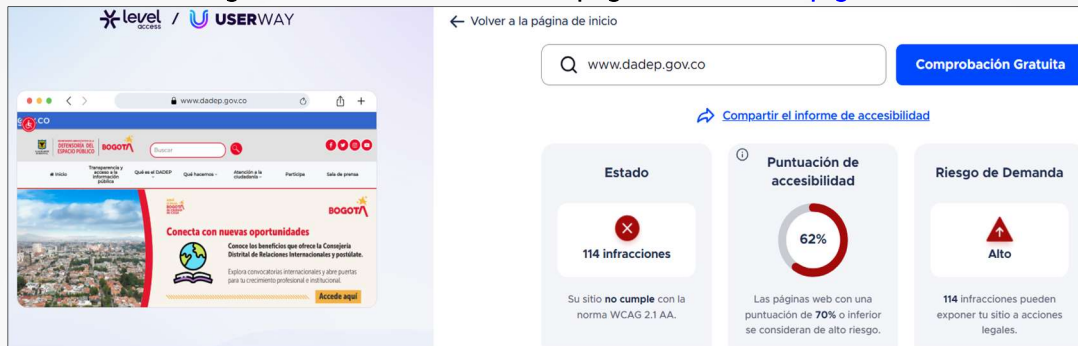 level access / USERWAY
← Volver a la página de inicio
www.dadep.gov.co
Comprobación Gratuita
Compartir el informe de accesibilidad
www.dadep.gov.co
DEFENSORÍA DEL ESPACIO PÚBLICO
BOGOTÁ
Buscar
Inicio
Transparencia y acceso a la información pública
Qué es el DADEP
Qué hacemos
Atención a la ciudadanía
Participa
Sala de prensa
BOGOTÁ
Conecta con nuevas oportunidades
Conoce los beneficios que ofrece la Consejería
Distrital de Relaciones Internacionales y postúlate.
Explora convocatorias internacionales y abre puertas
para tu crecimiento profesional e institucional.
Accede aquí
Estado
114 infracciones
Su sitio no cumple con la
norma WCAG 2.1 AA.
Puntuación de
accesibilidad
62%
Las páginas web con una
puntuación de 70% o inferior
se consideran de alto riesgo.
Riesgo de Demanda
Alto
114 infracciones pueden
exponer tu sitio a acciones
legales.